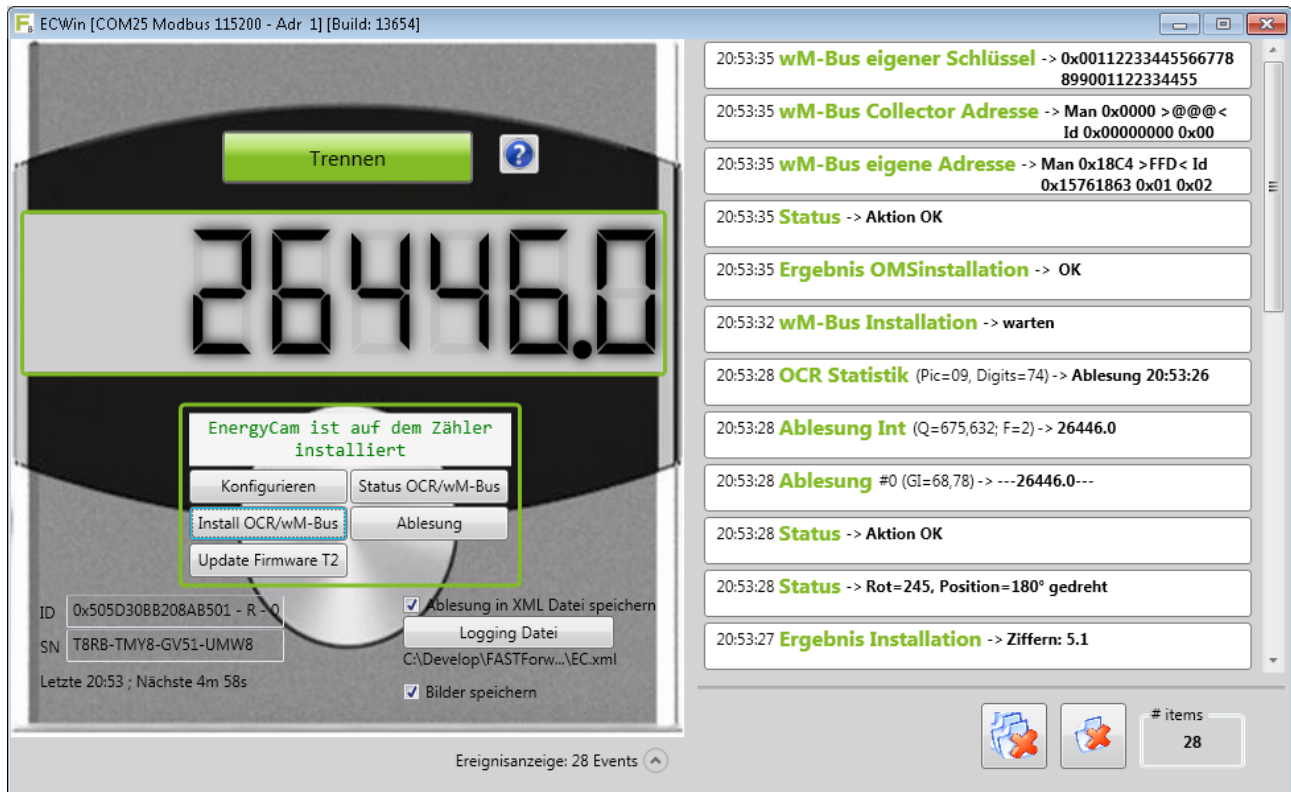 ECWin [COM25 Modbus 115200 - Adr 1] [Build: 13654]
Trennen
26446.0
EnergyCam ist auf dem Zähler
installiert
Konfigurieren
Status OCR/wM-Bus
Install OCR/wM-Bus
Ablesung
Update Firmware T2
ID 0x505D30BB208AB501 - R - 0
SN T8RB-TMY8-GV51-UMW8
Letzte 20:53 ; Nächste 4m 58s
Ablesung in XML Datei speichern
Logging Datei
C:\Develop\FASTForw...\EC.xml
Bilder speichern
Ereignisanzeige: 28 Events
20:53:35 wM-Bus eigener Schlüssel -> 0x00112233445566778
899001122334455
20:53:35 wM-Bus Collector Adresse -> Man 0x0000 >@@@<
Id 0x00000000 0x00
20:53:35 wM-Bus eigene Adresse -> Man 0x18C4 >FFD< Id
0x15761863 0x01 0x02
20:53:35 Status -> Aktion OK
20:53:35 Ergebnis OMSinstallation -> OK
20:53:32 wM-Bus Installation -> warten
20:53:28 OCR Statistik (Pic=09, Digits=74) -> Ablesung 20:53:26
20:53:28 Ablesung Int (Q=675,632; F=2) -> 26446.0
20:53:28 Ablesung #0 (GI=68,78) -> ---26446.0---
20:53:28 Status -> Aktion OK
20:53:28 Status -> Rot=245, Position=180° gedreht
20:53:27 Ergebnis Installation -> Ziffern: 5.1
# items
28